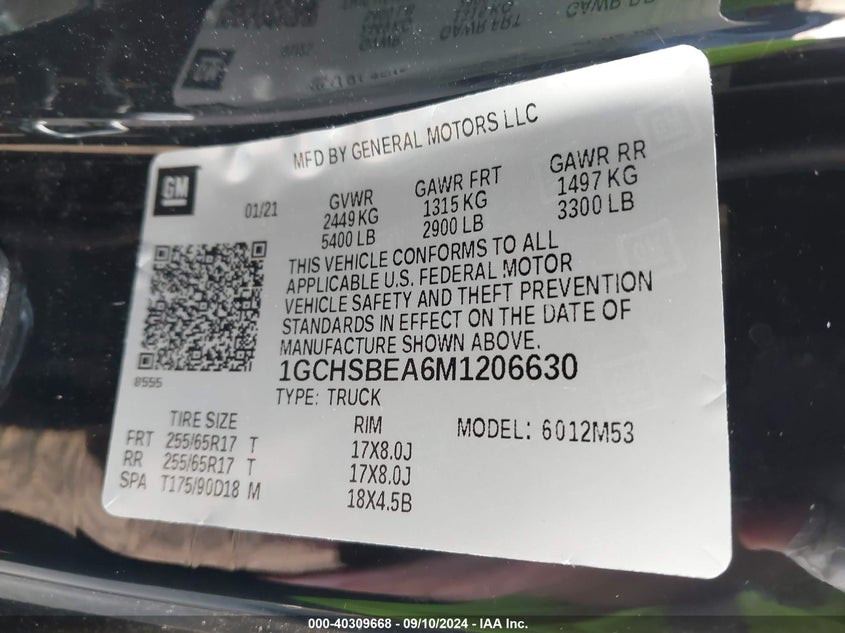 MFD BY GENERAL MOTORS LLC
GM
01/21
GVWR
2449 KG
5400 LB
GAWR FRT
1315 KG
2900 LB
GAWR RR
1497 KG
3300 LB
THIS VEHICLE CONFORMS TO ALL
APPLICABLE U.S. FEDERAL MOTOR
VEHICLE SAFETY AND THEFT PREVENTION
STANDARDS IN EFFECT ON THE DATE OF
MANUFACTURE SHOWN ABOVE.
8555
1GCHSBEA6M1206630
TYPE: TRUCK
TIRE SIZE
RIM
MODEL: 6012M53
FRT 255/65R17 T 17X8.0J
RR 255/65R17 T 17X8.0J
SPA T175/90D18 M 18X4.5B
000-40309668 - 09/10/2024 - IAA Inc.